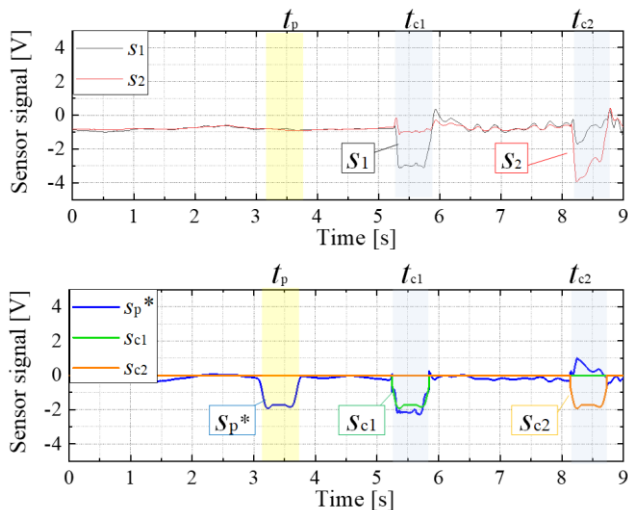 tp tc1 tc2
4
2
0
-2
-4
Sensor signal [V]
s1
s2
S1
S2
0 1 2 3 4 5 6 7 8 9
Time [s]
tp tc1 tc2
4
2
0
-2
-4
Sensor signal [V]
sp*
sc1
sc2
Sp*
Sc1
Sc2
0 1 2 3 4 5 6 7 8 9
Time [s]